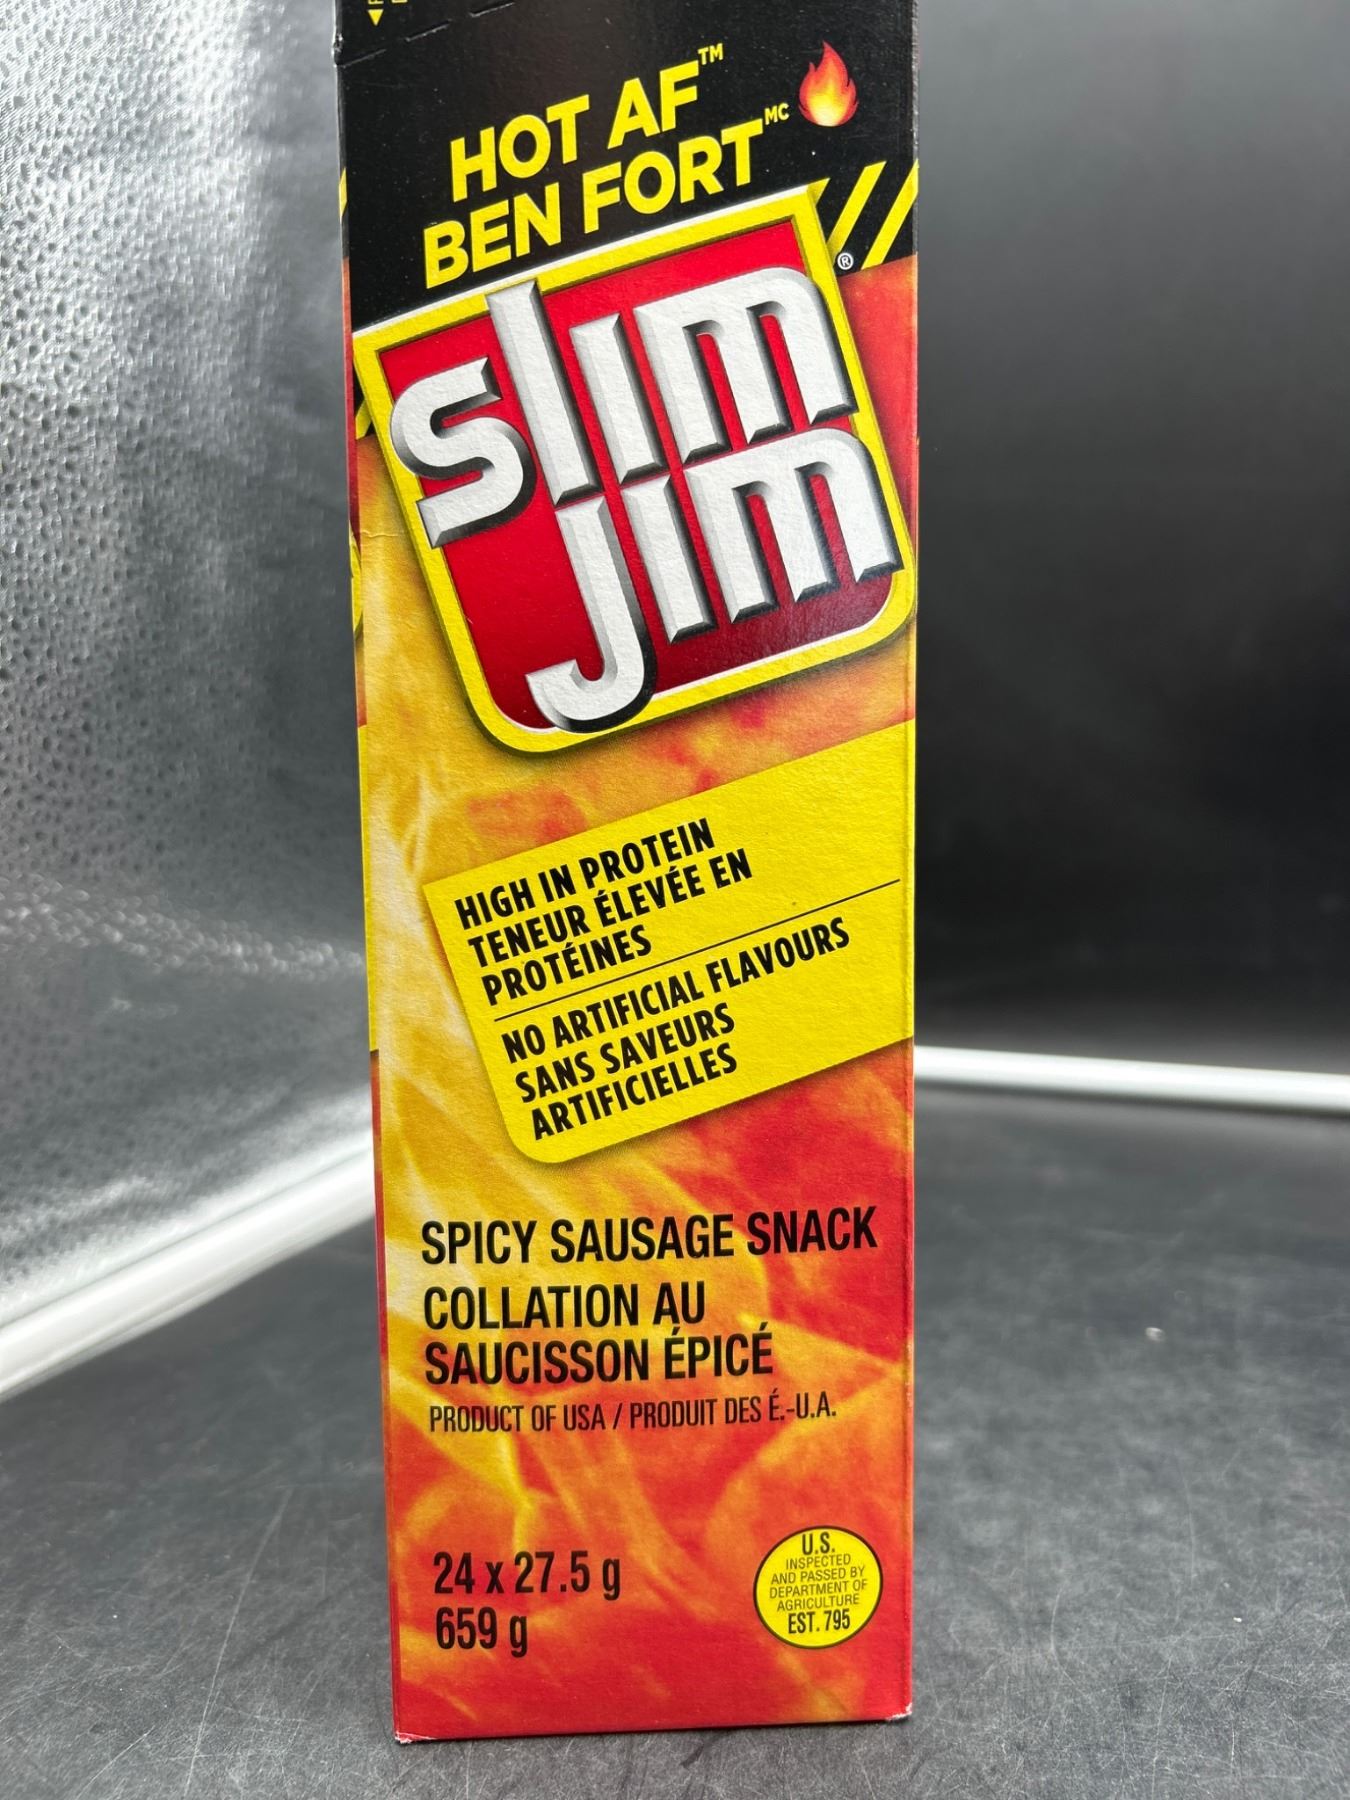 HOT AF™
BEN FORT MC
slim
jim
®
HIGH IN PROTEIN
TENEUR ÉLEVÉE EN
PROTÉINES
NO ARTIFICIAL FLAVOURS
SANS SAVEURS
ARTIFICIELLES
SPICY SAUSAGE SNACK
COLLATION AU
SAUCISSON ÉPICÉ
PRODUCT OF USA / PRODUIT DES É.-U.A.
24 x 27.5 g
659 g
U.S.
INSPECTED
AND PASSED BY
DEPARTMENT OF
AGRICULTURE
EST. 795